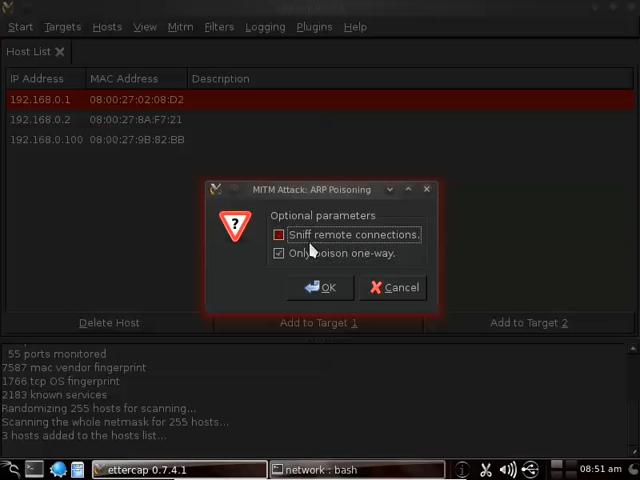 Start Targets Hosts View Mitm Filters Logging Plugins Help
Host List
IP Address MAC Address Description
192.168.0.1 08:00:27:02:08:D2
192.168.0.2 08:00:27:8A:F7:21
192.168.0.100 08:00:27:9B:82:BB
MITM Attack: ARP Poisoning
?
Optional parameters
Sniff remote connections.
Only poison one-way.
OK Cancel
Delete Host Add to Target 1 Add to Target 2
55 ports monitored
7587 mac vendor fingerprint
1766 tcp OS fingerprint
2183 known services
Randomizing 255 hosts for scanning...
Scanning the whole netmask for 255 hosts...
3 hosts added to the hosts list...
ettercap 0.7.4.1 network : bash 08:51 am